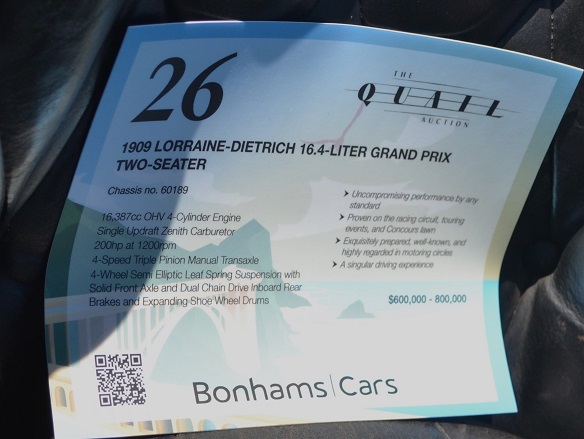 26
THE
QUAIL
AUCTION
1909 LORRAINE-DIETRICH 16.4-LITER GRAND PRIX
TWO-SEATER
Chassis no. 60189
16,387cc OHV 4-Cylinder Engine
Single Updraft Zenith Carburetor
200hp at 1200rpm
4-Speed Triple Pinion Manual Transaxle
4-Wheel Semi Elliptic Leaf Spring Suspension with
Solid Front Axle and Dual Chain Drive Inboard Rear
Brakes and Expanding Shoe Wheel Drums
➤ Uncompromising performance by any
standard
➤ Proven on the racing circuit, touring
events, and Concours lawn
➤ Exquisitely prepared, well-known, and
highly regarded in motoring circles
➤ A singular driving experience
$600,000 - 800,000
Bonhams|Cars